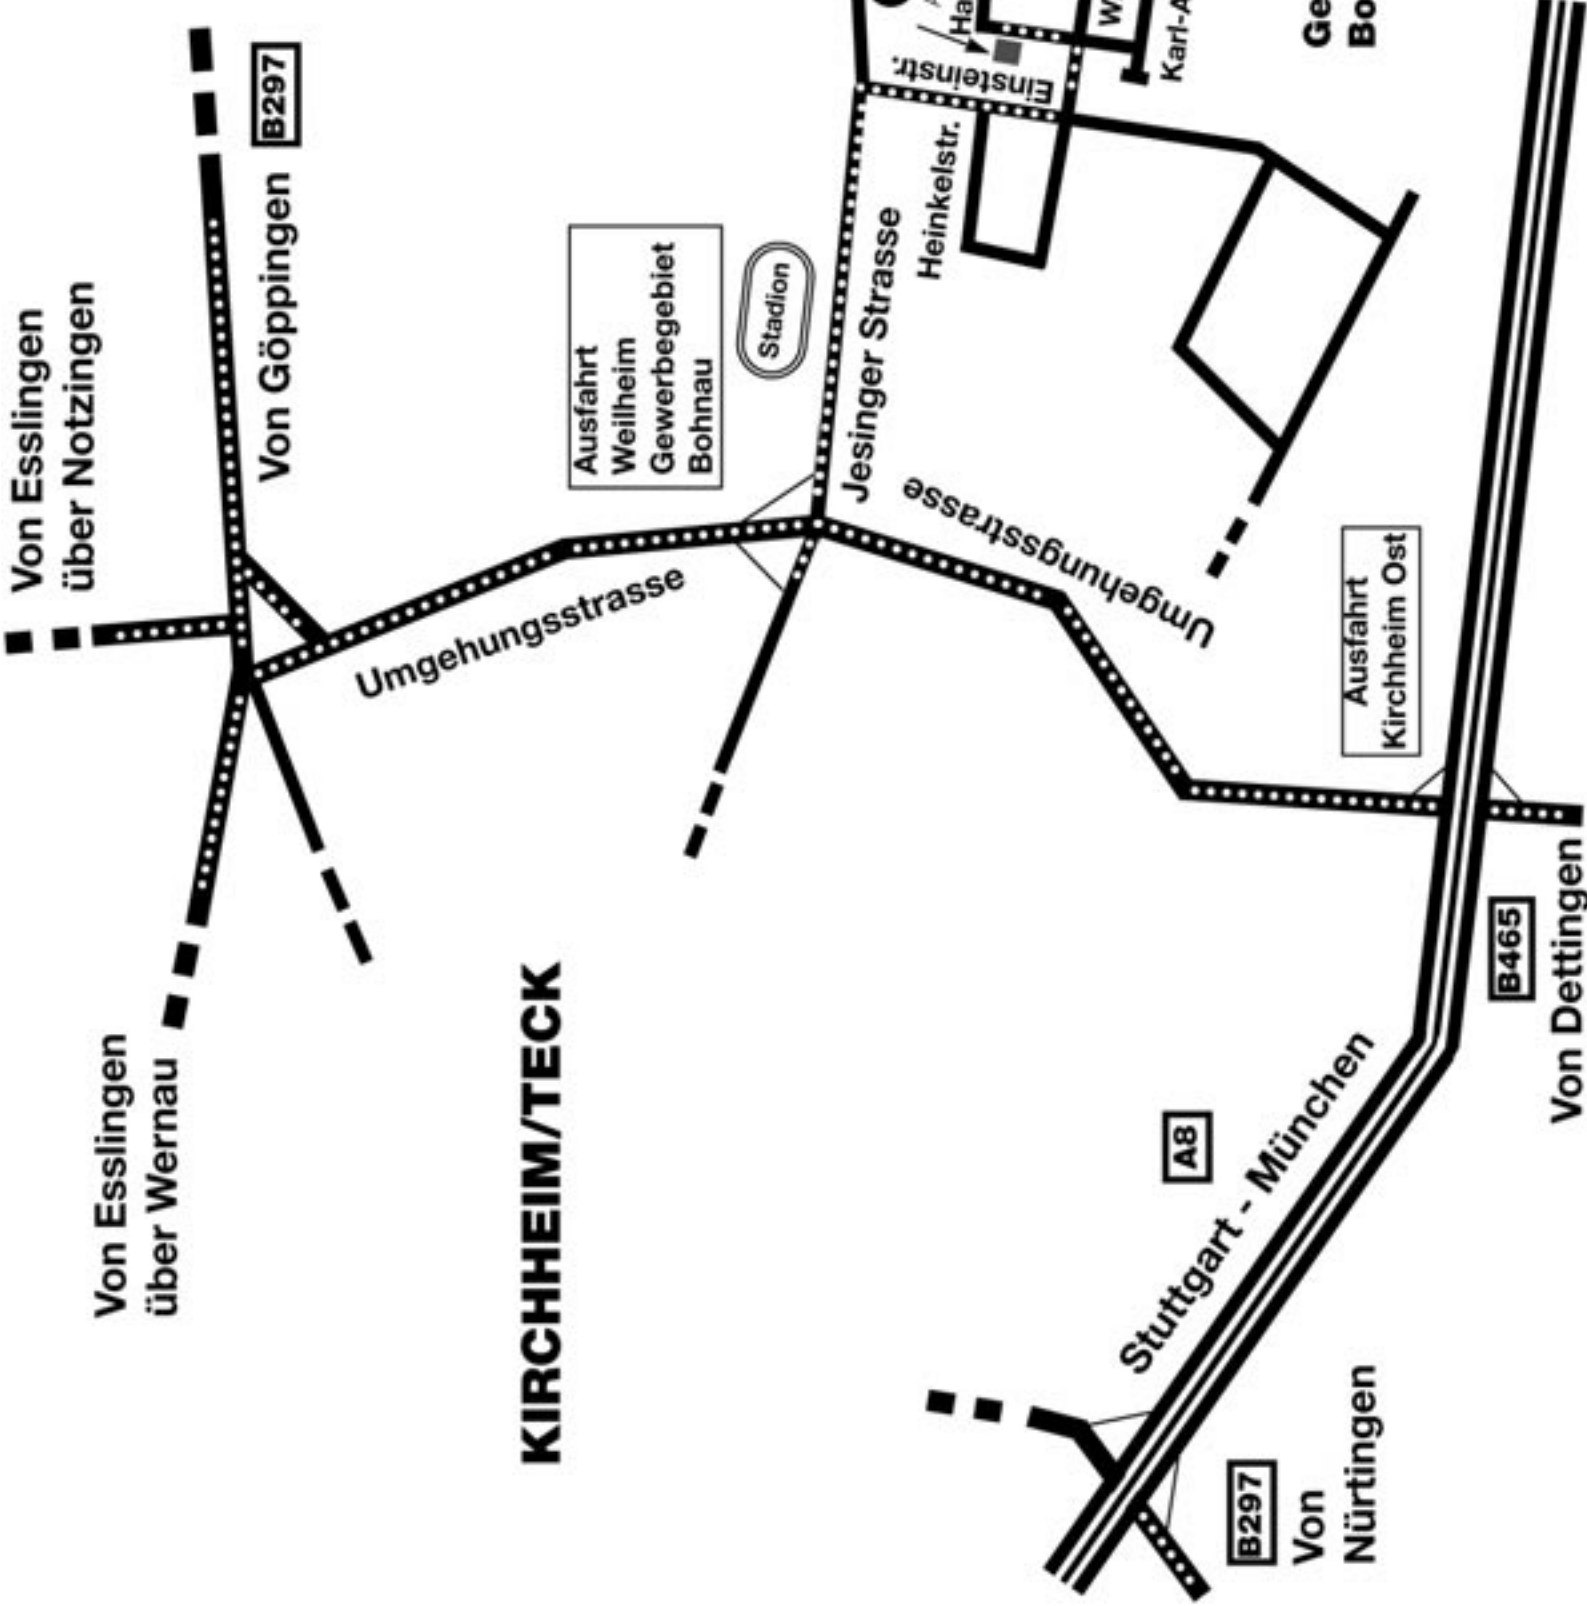 Von Esslingen
über Notzingen
Von Esslingen
über Wernau
B297
Von Göppingen
Umgehungsstrasse
KIRCHHEIM/TECK
Ausfahrt
Weilheim
Gewerbegebiet
Bohnau
Stadion
Jesinger Strasse
Einsteinstr.
Heinkelstr.
Umgehungsstrasse
Ausfahrt
Kirchheim Ost
A8
Stuttgart - München
B465
Von Dettingen
B297
Von
Nürtingen